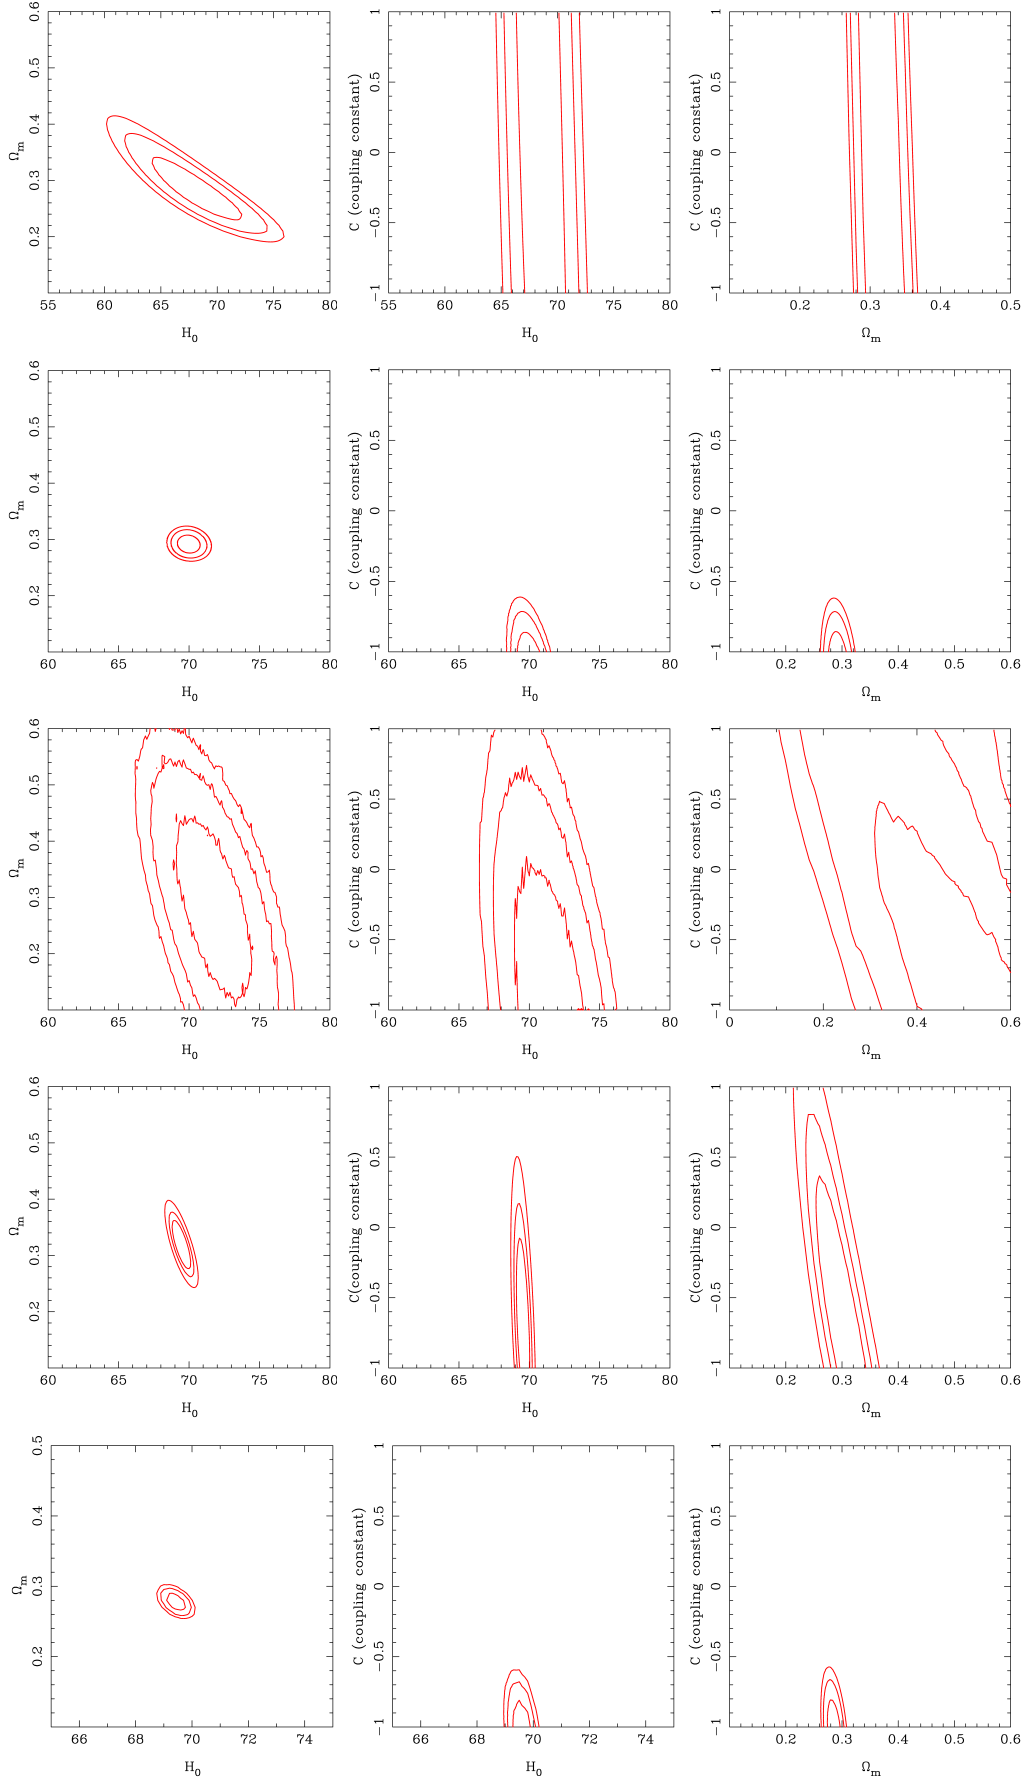 Ω_m
0.2 0.3 0.4 0.5 0.6
55 60 65 70 75 80
H_0
C (coupling constant)
−1 −0.5 0 0.5 1
55 60 65 70 75 80
H_0
C (coupling constant)
−1 −0.5 0 0.5 1
0.2 0.3 0.4 0.5
Ω_m
Ω_m
0.2 0.3 0.4 0.5 0.6
60 65 70 75 80
H_0
C (coupling constant)
−1 −0.5 0 0.5 1
60 65 70 75 80
H_0
C (coupling constant)
−1 −0.5 0 0.5 1
0.2 0.3 0.4 0.5 0.6
Ω_m
Ω_m
0.2 0.3 0.4 0.5 0.6
60 65 70 75 80
H_0
C (coupling constant)
−1 −0.5 0 0.5 1
60 65 70 75 80
H_0
C (coupling constant)
−1 −0.5 0 0.5 1
0 0.2 0.4 0.6
Ω_m
Ω_m
0.2 0.3 0.4 0.5 0.6
60 65 70 75 80
H_0
C(coupling constant)
−1 −0.5 0 0.5 1
60 65 70 75 80
H_0
C(coupling constant)
−1 −0.5 0 0.5 1
0.2 0.3 0.4 0.5 0.6
Ω_m
Ω_m
0.2 0.3 0.4 0.5
66 68 70 72 74
H_0
C (coupling constant)
−1 −0.5 0 0.5 1
66 68 70 72 74
H_0
C (coupling constant)
−1 −0.5 0 0.5 1
0.2 0.3 0.4 0.5 0.6
Ω_m